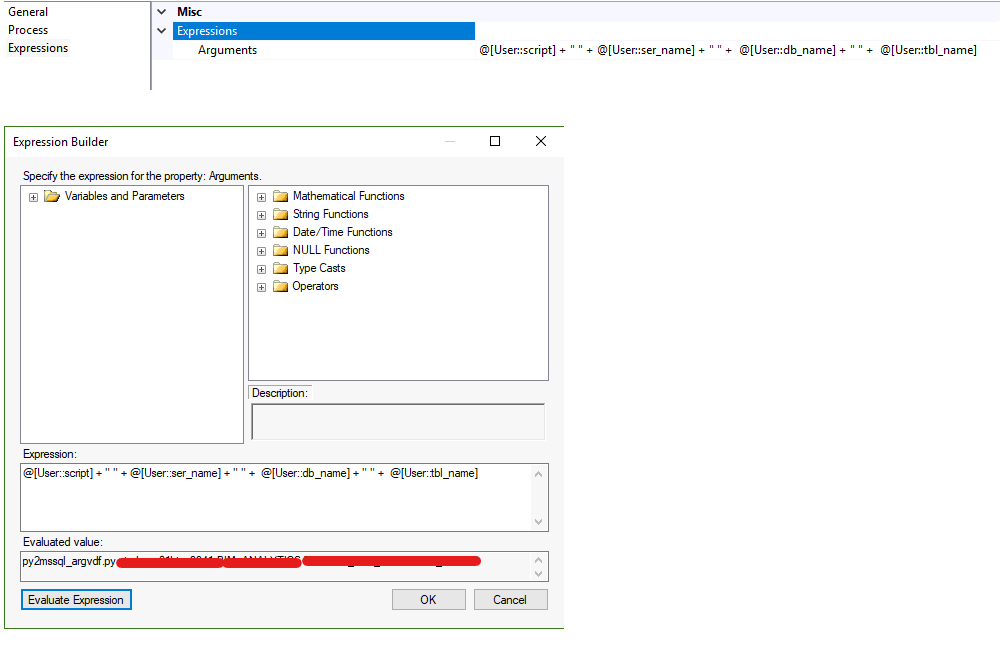 General
Process
Expressions
Misc
Expressions
Arguments @[User::script] + " " + @[User::ser_name] + " " + @[User::db_name] + " " + @[User::tbl_name]
Expression Builder
Specify the expression for the property: Arguments.
Variables and Parameters
Mathematical Functions
String Functions
Date/Time Functions
NULL Functions
Type Casts
Operators
Description:
Expression:
@[User::script] + " " + @[User::ser_name] + " " + @[User::db_name] + " " + @[User::tbl_name]
Evaluated value:
py2mssql_argvdf.py
Evaluate Expression
OK
Cancel